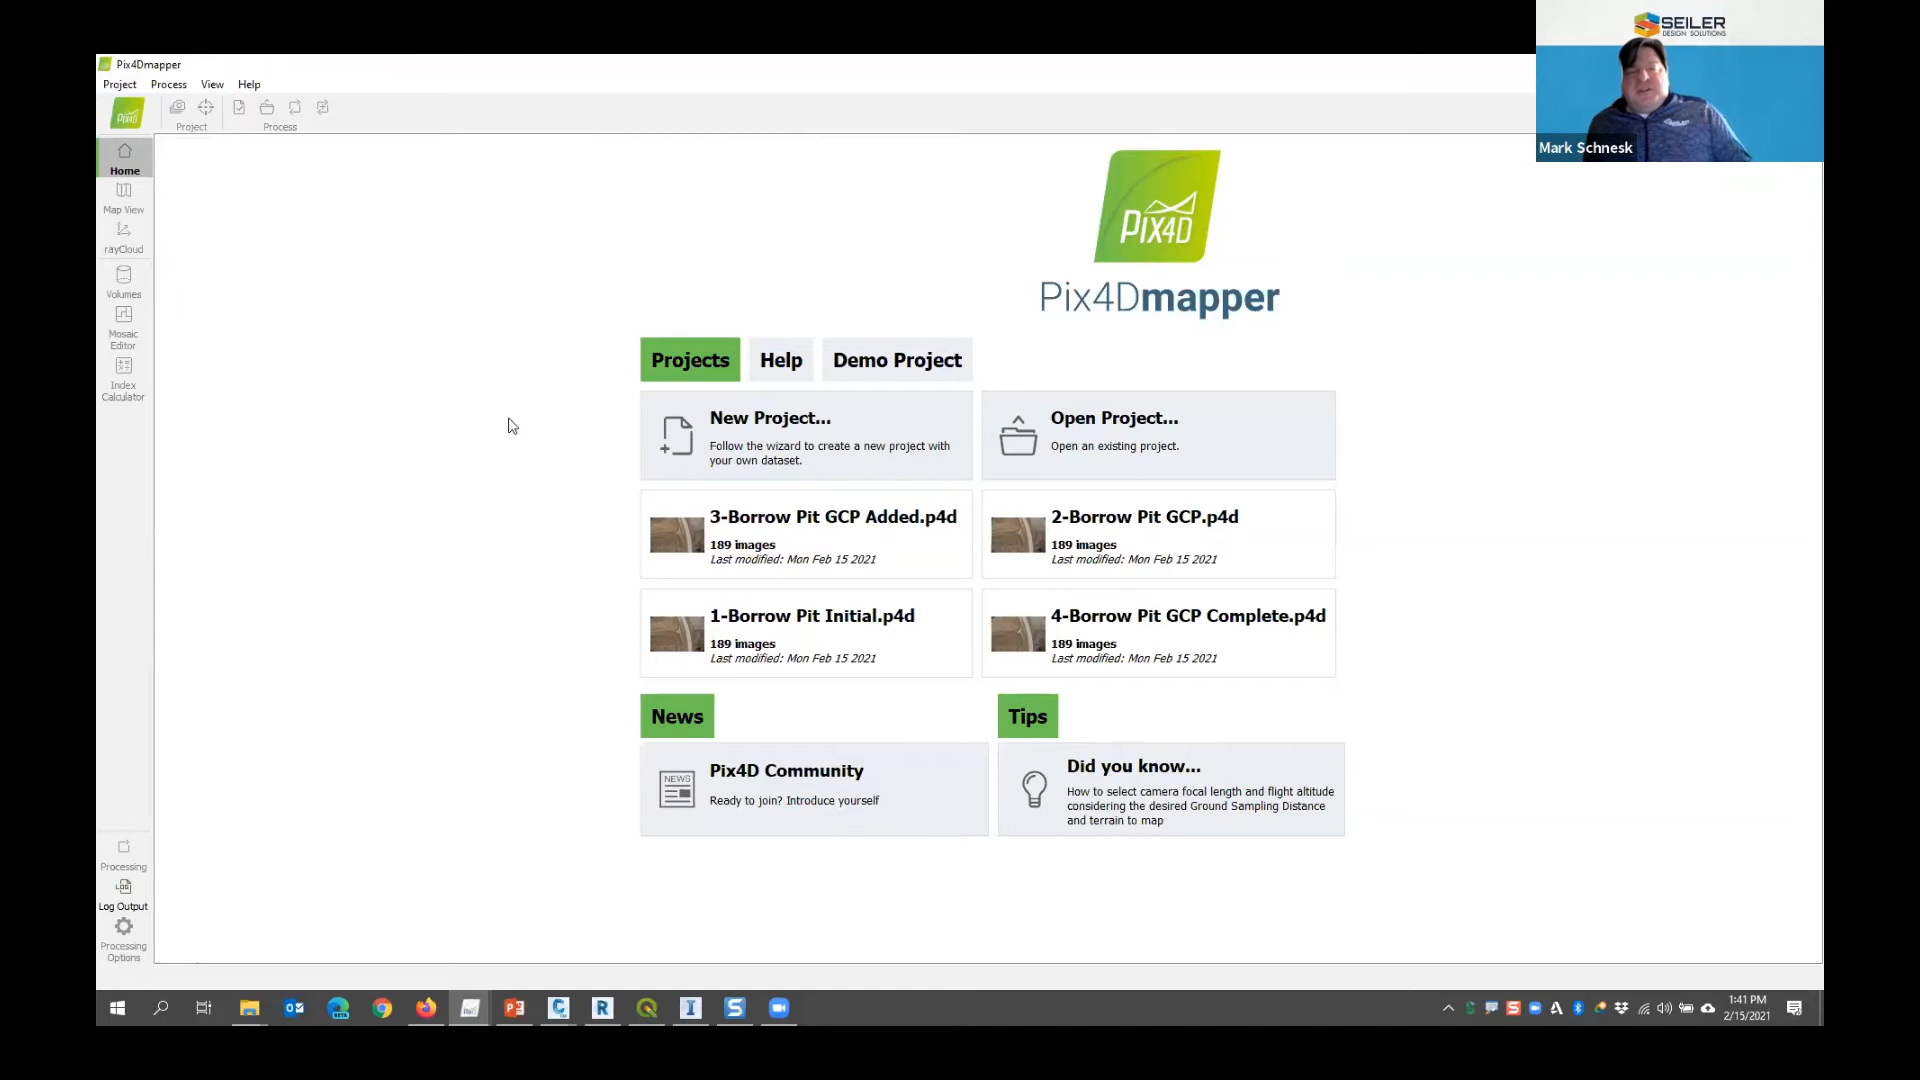 SEILER
DESIGN SOLUTIONS
Mark Schnesk
Pix4Dmapper
Project Process View Help
PIX4D
Project
Process
Home
Map View
rayCloud
Volumes
Mosaic
Editor
Index
Calculator
PIX4D
Pix4Dmapper
Projects
Help
Demo Project
New Project...
Follow the wizard to create a new project with
your own dataset.
Open Project...
Open an existing project.
3-Borrow Pit GCP Added.p4d
189 images
Last modified: Mon Feb 15 2021
2-Borrow Pit GCP.p4d
189 images
Last modified: Mon Feb 15 2021
1-Borrow Pit Initial.p4d
189 images
Last modified: Mon Feb 15 2021
4-Borrow Pit GCP Complete.p4d
189 images
Last modified: Mon Feb 15 2021
News
NEWS
Pix4D Community
Ready to join? Introduce yourself
Tips
Did you know...
How to select camera focal length and flight altitude
considering the desired Ground Sampling Distance
and terrain to map
Processing
LOG
Log Output
Processing
Options
BETA
1:41 PM
2/15/2021